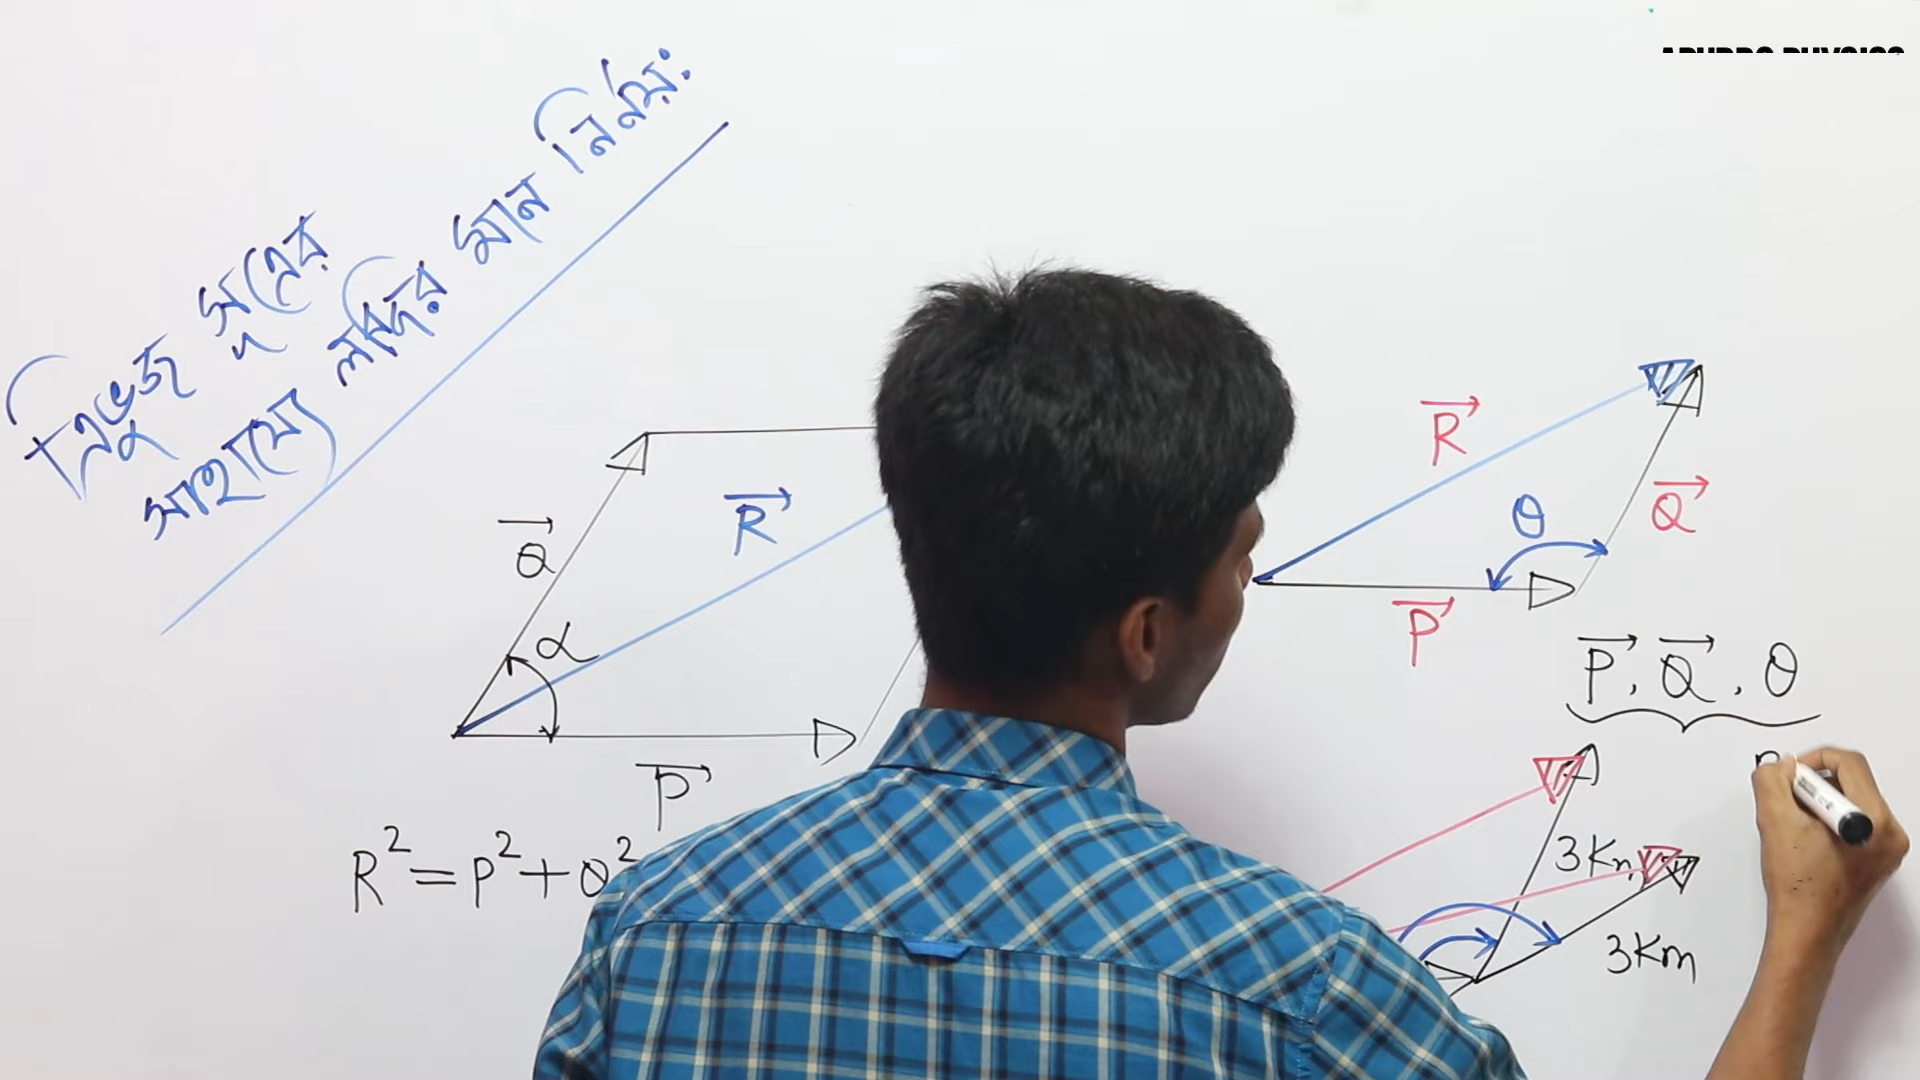 ত্রিভুজ সূত্রের
সাহায্যে লব্ধির মান নির্ণয়:
Q
R
α
P
R² = P² + Q²
R
θ
Q
P
P, Q, θ
3Km
3Km